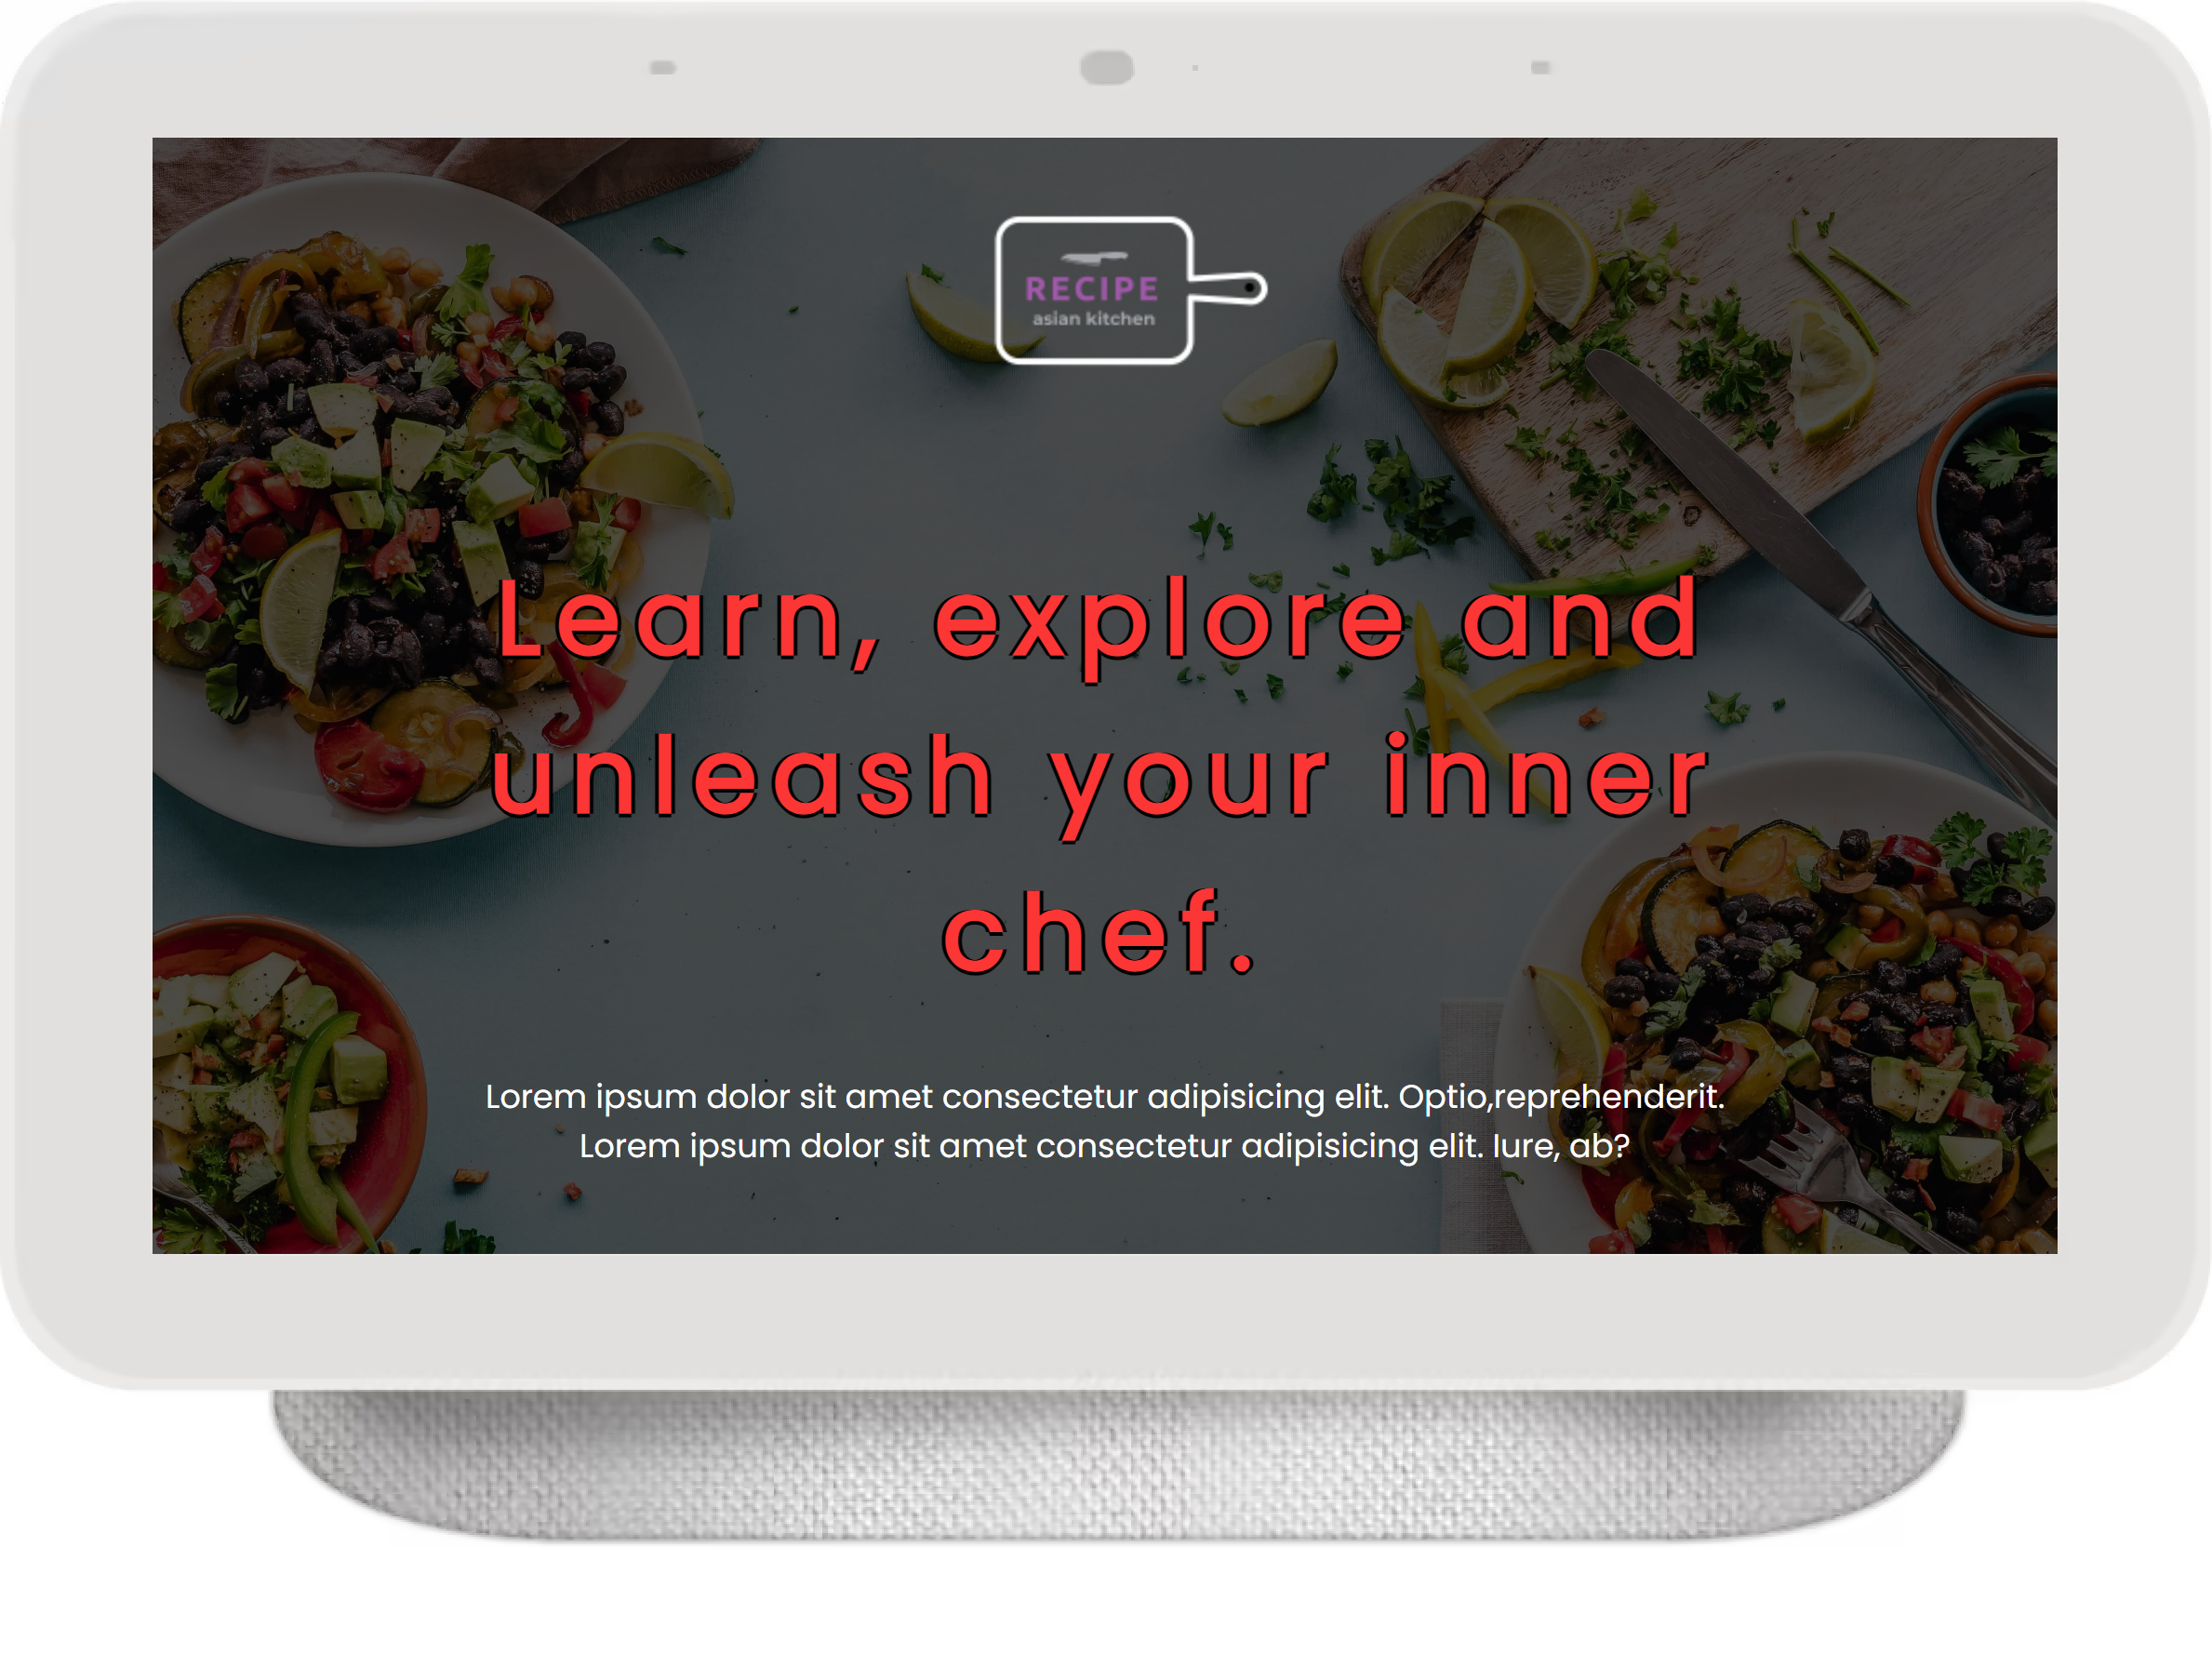 RECIPE
asian kitchen
Learn, explore and
unleash your inner
chef.
Lorem ipsum dolor sit amet consectetur adipisicing elit. Optio,reprehenderit.
Lorem ipsum dolor sit amet consectetur adipisicing elit. Iure, ab?